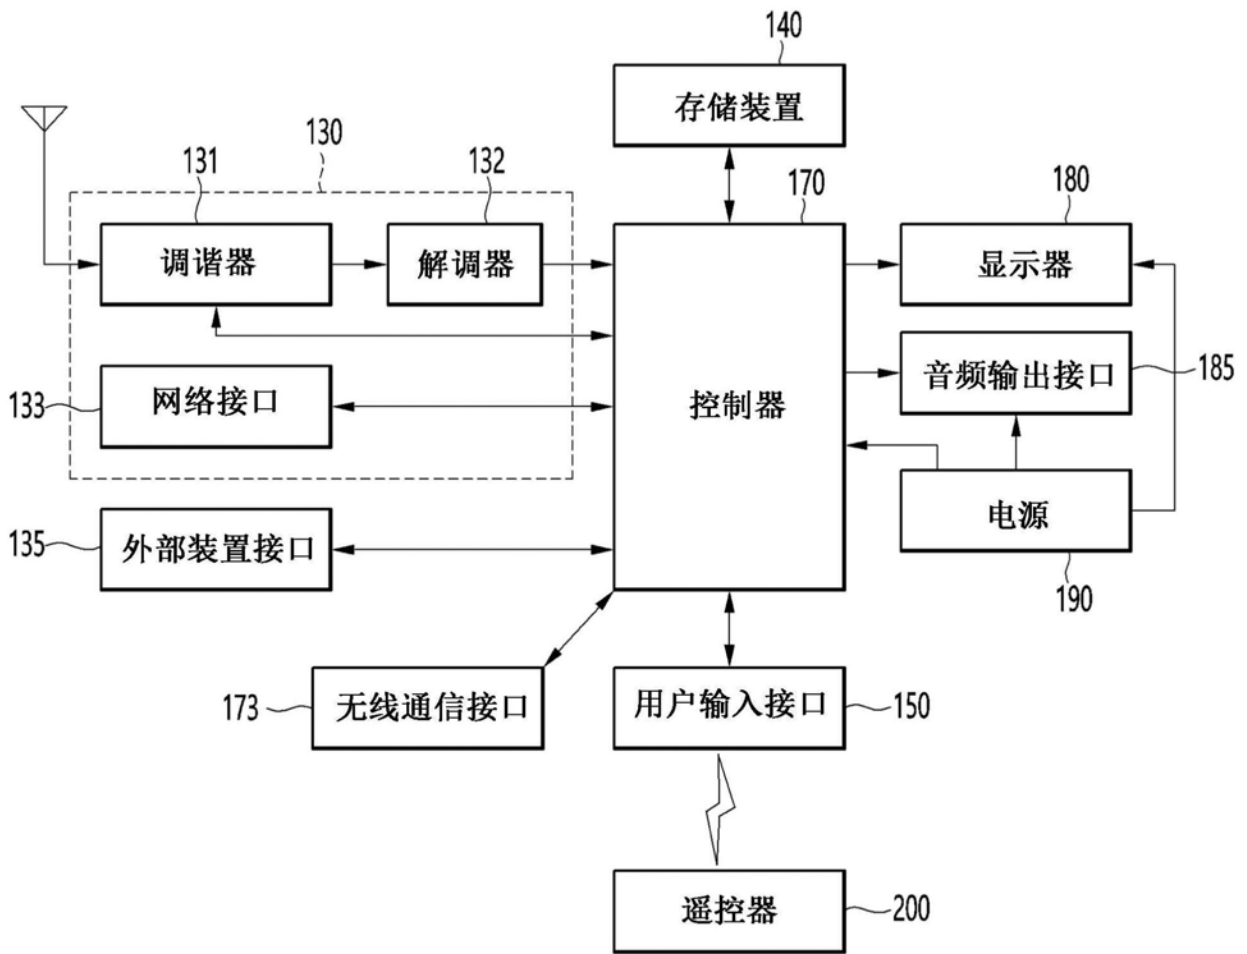 140
存储装置
130
131
132
170
180
调谐器
解调器
显示器
控制器
音频输出接口
185
133
网络接口
电源
190
135
外部装置接口
173
无线通信接口
用户输入接口
150
遥控器
200